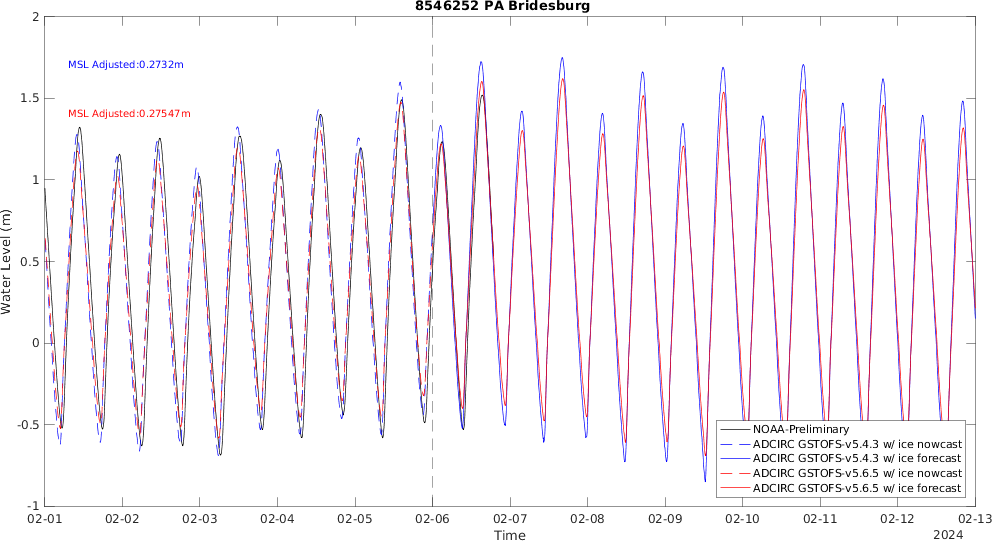 8546252 PA Bridesburg
MSL Adjusted:0.2732m
MSL Adjusted:0.27547m
Water Level (m)
2
1.5
1
0.5
0
-0.5
-1
NOAA-Preliminary
ADCIRC GSTOFS-v5.4.3 w/ ice nowcast
ADCIRC GSTOFS-v5.4.3 w/ ice forecast
ADCIRC GSTOFS-v5.6.5 w/ ice nowcast
ADCIRC GSTOFS-v5.6.5 w/ ice forecast
02-01 02-02 02-03 02-04 02-05 02-06 02-07 02-08 02-09 02-10 02-11 02-12 02-13
Time
2024